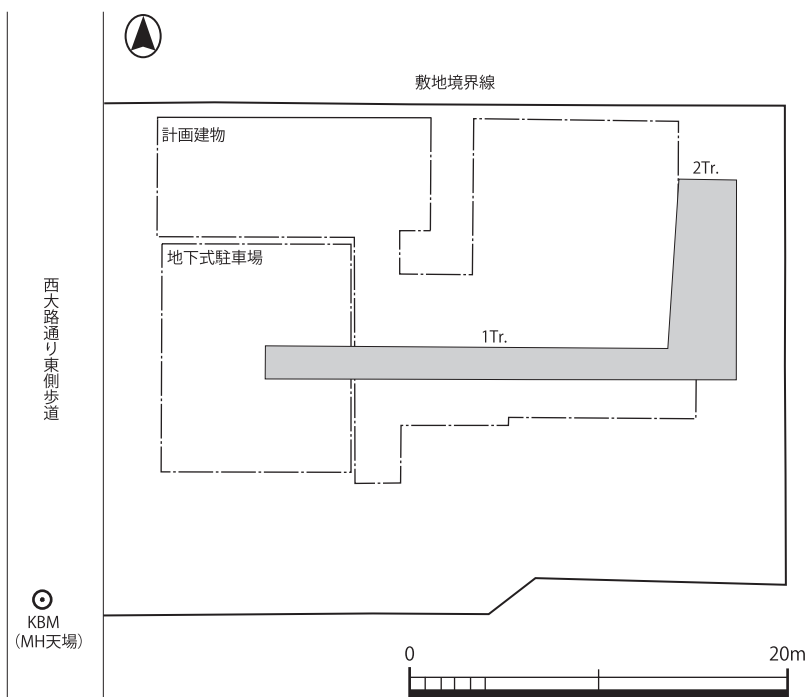 敷地境界線
計画建物
2Tr.
地下式駐車場
西大路通り東側歩道
1Tr.
KBM
（MH天場）
0
20m